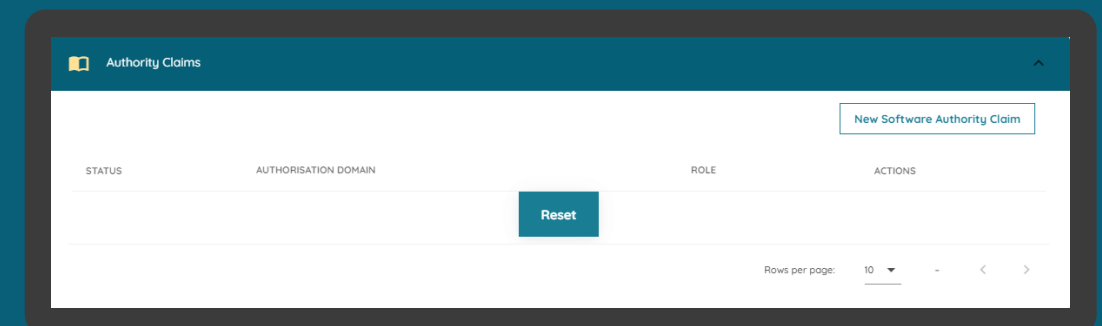 Authority Claims
New Software Authority Claim
STATUS AUTHORISATION DOMAIN ROLE ACTIONS
Reset
Rows per page: 10 -